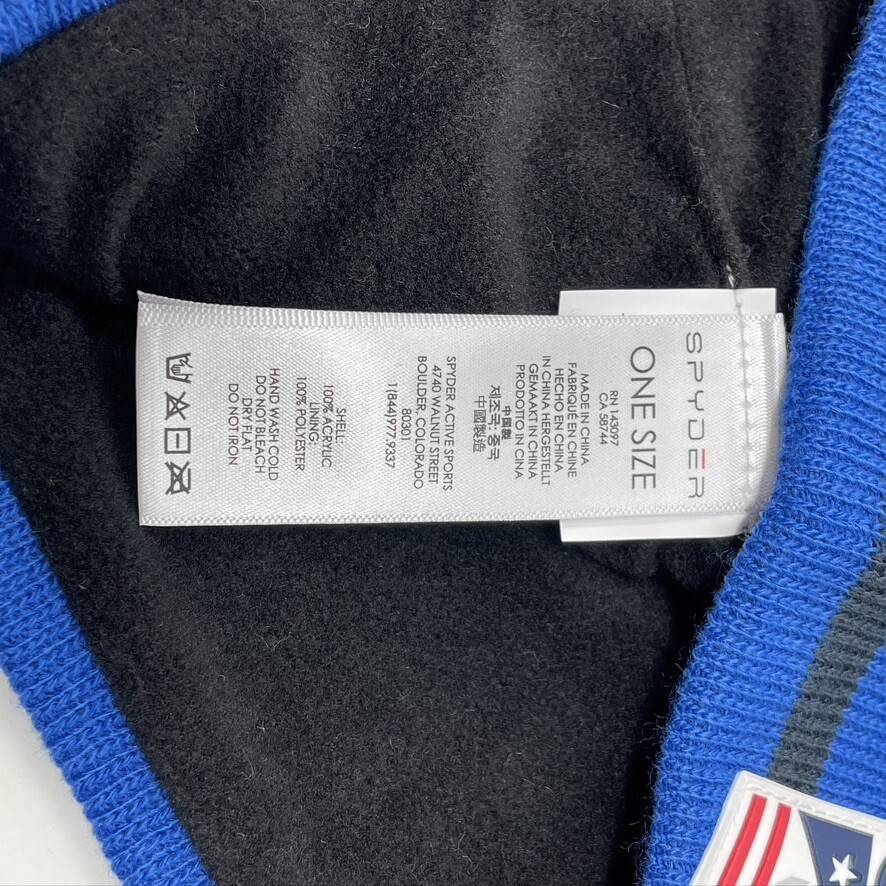 SPYDER
ONE SIZE
RN 143097
CA 58744
MADE IN CHINA
FABRIQUÉ EN CHINE
HECHO EN CHINA
IN CHINA HERGESTELLT
GEMAAKT IN CHINA
PRODOTTO IN CINA
中国製
제조국: 중국
中國製造
SPYDER ACTIVE SPORTS
4740 WALNUT STREET
BOULDER, COLORADO
80301
1(844)977.9337
SHELL:
100% ACRYLIC
LINING:
100% POLYESTER
HAND WASH COLD
DO NOT BLEACH
DRY FLAT
DO NOT IRON